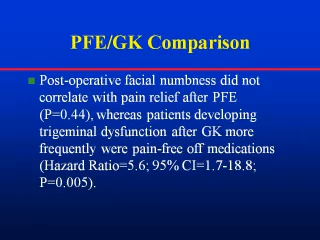 PFE/GK Comparison
Post-operative facial numbness did not
correlate with pain relief after PFE
(P=0.44), whereas patients developing
trigeminal dysfunction after GK more
frequently were pain-free off medications
(Hazard Ratio=5.6; 95% CI=1.7-18.8;
P=0.005).